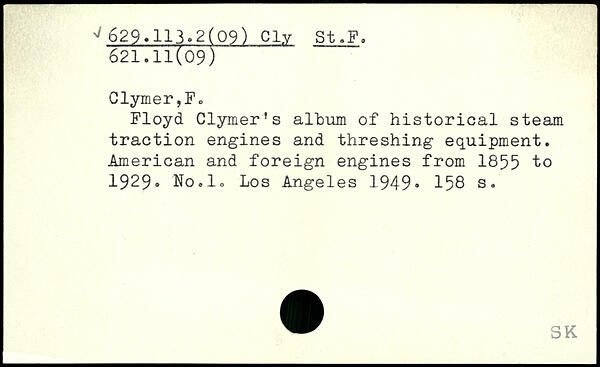 √ 629.113.2(09) Cly St.F.
621.11(09)
Clymer,F.
Floyd Clymer's album of historical steam
traction engines and threshing equipment.
American and foreign engines from 1855 to
1929. No.1. Los Angeles 1949. 158 s.
SK